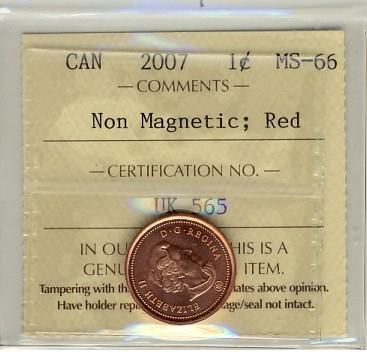 CAN 2007 1¢ MS-66
— COMMENTS —
Non Magnetic; Red
— CERTIFICATION NO. —
UK 565
IN OU HIS IS A
GENU ITEM.
Tampering with th ates above opinion.
Have holder rep ge/seal not intact.
ELIZABETH II D·G·REGINA